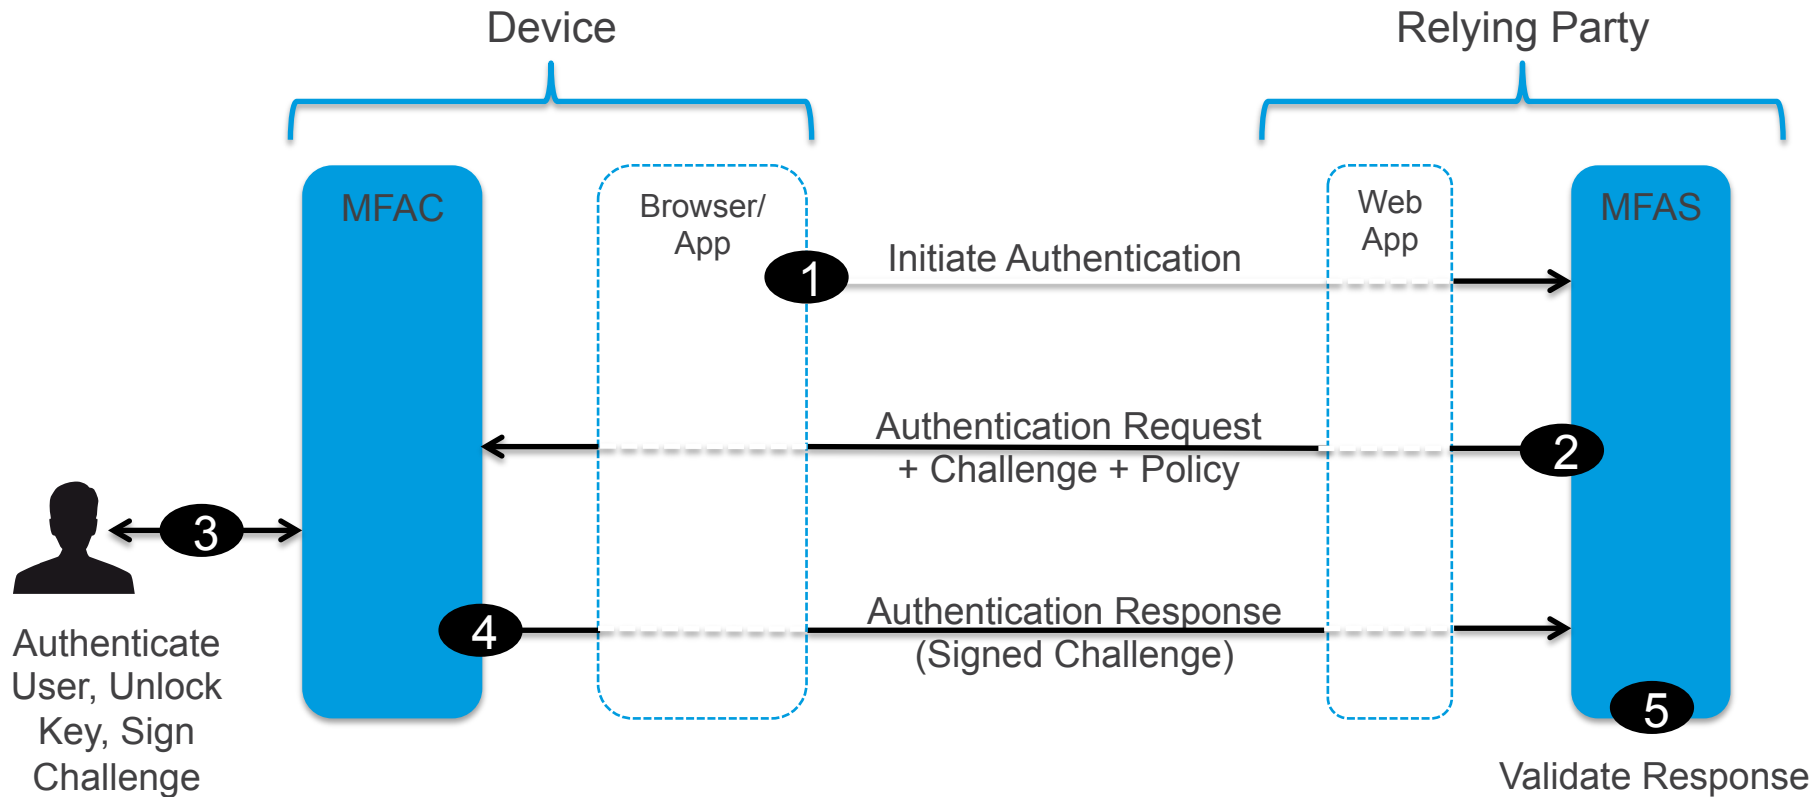 Device
Relying Party
MFAC
Browser/
App
Web
App
MFAS
1
Initiate Authentication
Authentication Request
+ Challenge + Policy
2
3
Authenticate
User, Unlock
Key, Sign
Challenge
4
Authentication Response
(Signed Challenge)
5
Validate Response